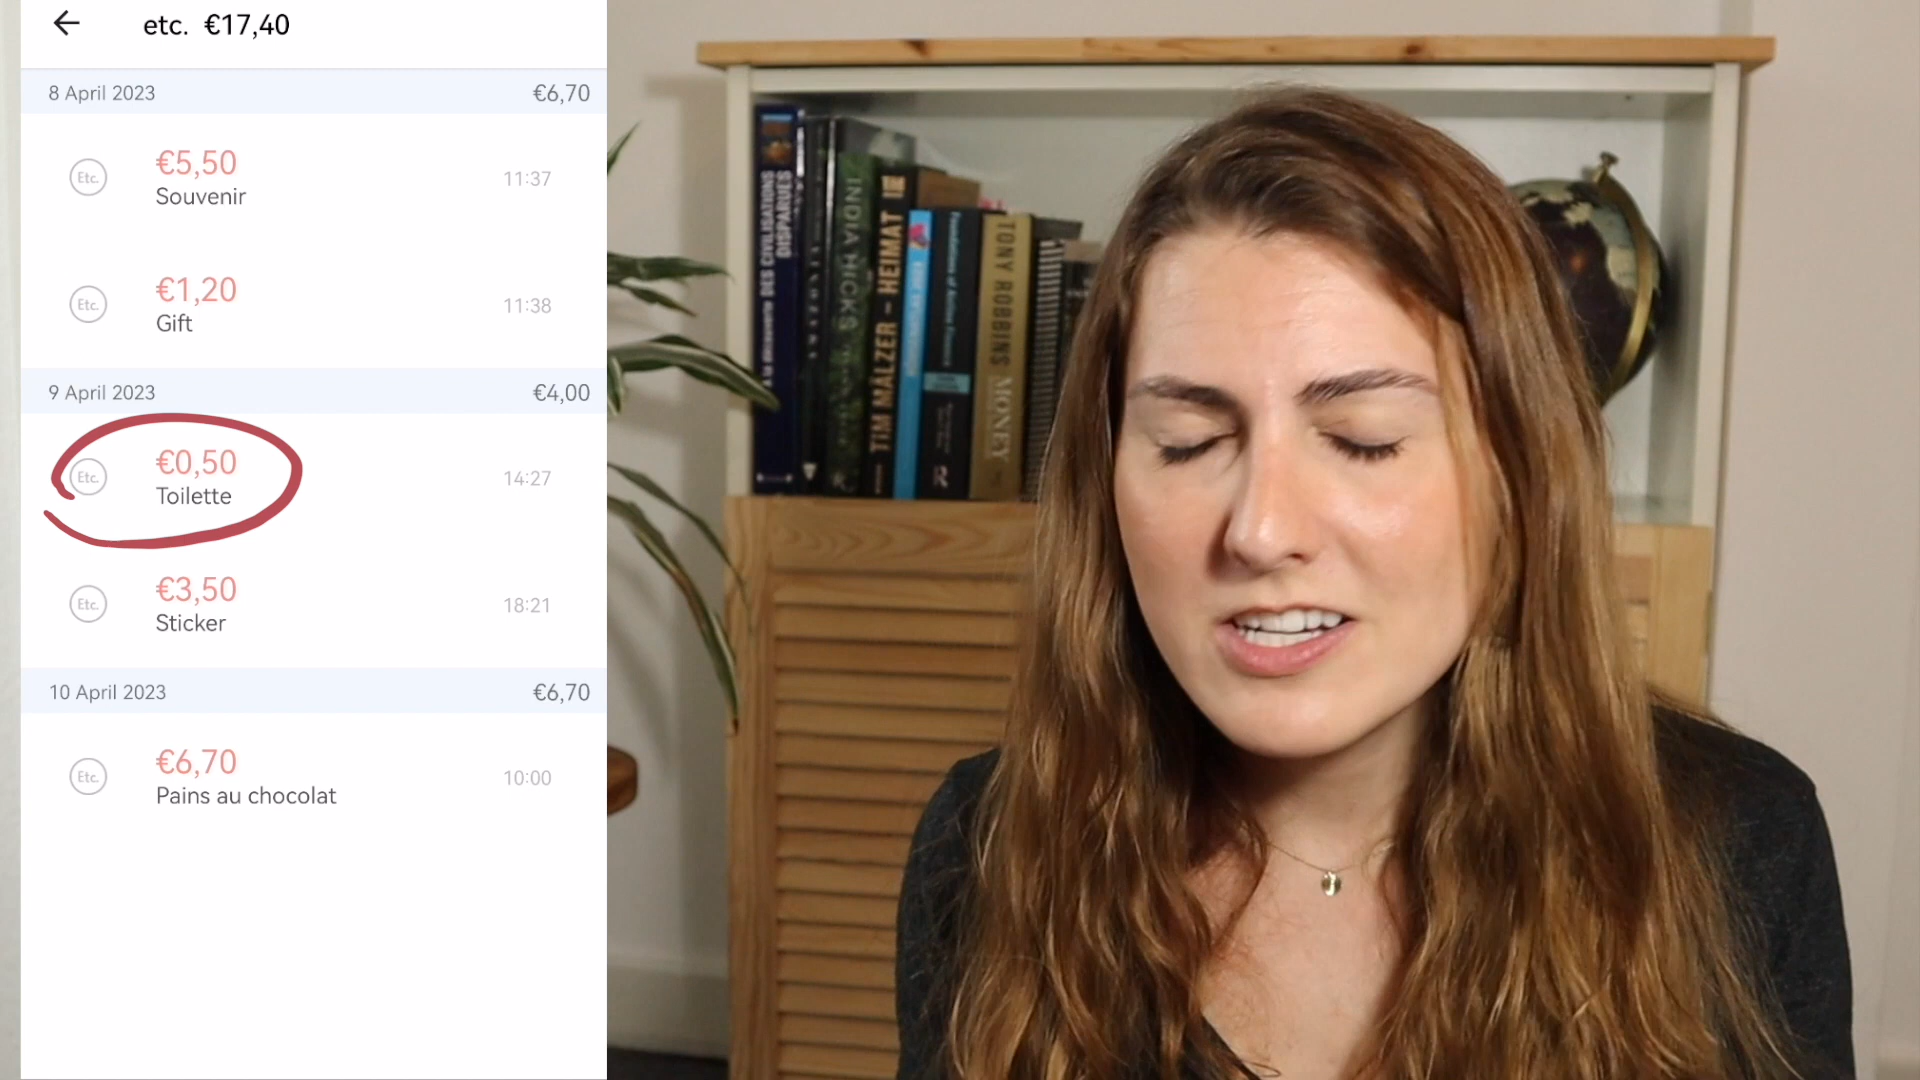 etc. €17,40
8 April 2023 €6,70
Etc. €5,50 11:37
Souvenir
Etc. €1,20 11:38
Gift
9 April 2023 €4,00
Etc. €0,50 14:27
Toilette
Etc. €3,50 18:21
Sticker
10 April 2023 €6,70
Etc. €6,70 10:00
Pains au chocolat
DES CIVILISATIONS
DISPARUES
INDIA HICKS
TIM MÄLZER – HEIMAT
TONY ROBBINS MONEY